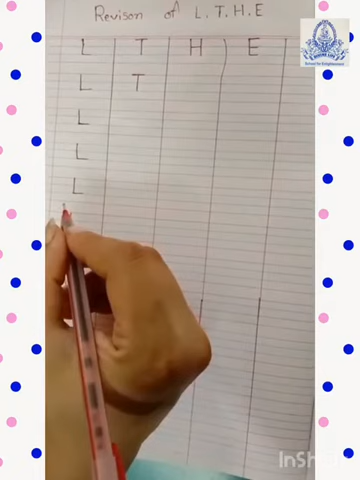 Revison of L.T.H.E
L T H E
L T
L
L
L
InSh